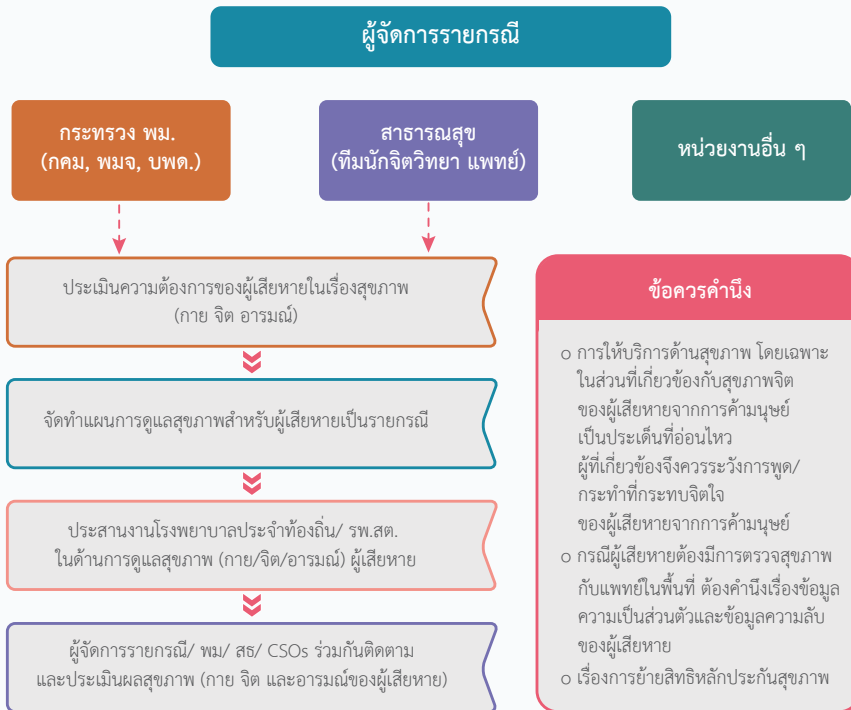 ผู้จัดการรายกรณี
กระทรวง พม.
(กคม, พมจ, บพด.)
สาธารณสุข
(ทีมนักจิตวิทยา แพทย์)
หน่วยงานอื่น ๆ
ประเมินความต้องการของผู้เสียหายในเรื่องสุขภาพ
(กาย จิต อารมณ์)
จัดทำแผนการดูแลสุขภาพสำหรับผู้เสียหายเป็นรายกรณี
ประสานงานโรงพยาบาลประจำท้องถิ่น/ รพ.สต.
ในด้านการดูแลสุขภาพ (กาย/จิต/อารมณ์) ผู้เสียหาย
ผู้จัดการรายกรณี/ พม/ สธ/ CSOs ร่วมกันติดตาม
และประเมินผลสุขภาพ (กาย จิต และอารมณ์ของผู้เสียหาย)
ข้อควรคำนึง
o การให้บริการด้านสุขภาพ โดยเฉพาะ
ในส่วนที่เกี่ยวข้องกับสุขภาพจิต
ของผู้เสียหายจากการค้ามนุษย์
เป็นประเด็นที่อ่อนไหว
ผู้ที่เกี่ยวข้องจึงควรระวังการพูด/
กระทำที่กระทบจิตใจ
ของผู้เสียหายจากการค้ามนุษย์
o กรณีผู้เสียหายต้องมีการตรวจสุขภาพ
กับแพทย์ในพื้นที่ ต้องคำนึงเรื่องข้อมูล
ความเป็นส่วนตัวและข้อมูลความลับ
ของผู้เสียหาย
o เรื่องการย้ายสิทธิหลักประกันสุขภาพ